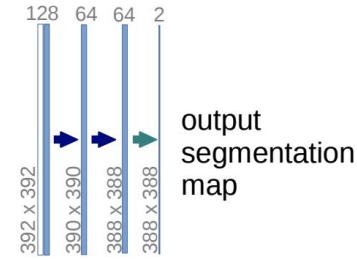 128 64 64 2
392 x 392
390 x 390
388 x 388
388 x 388
output
segmentation
map